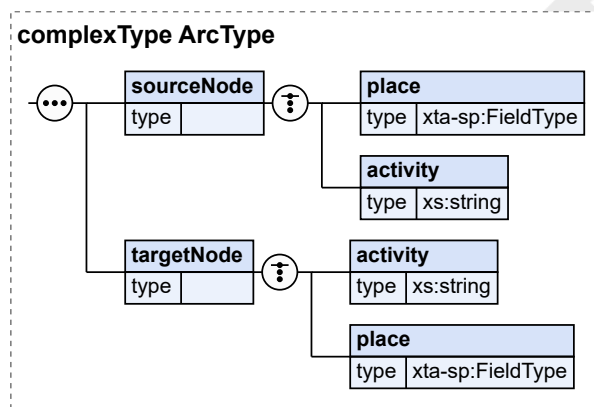 complexType ArcType
sourceNode
type
place
type xta-sp:FieldType
activity
type xs:string
targetNode
type
activity
type xs:string
place
type xta-sp:FieldType